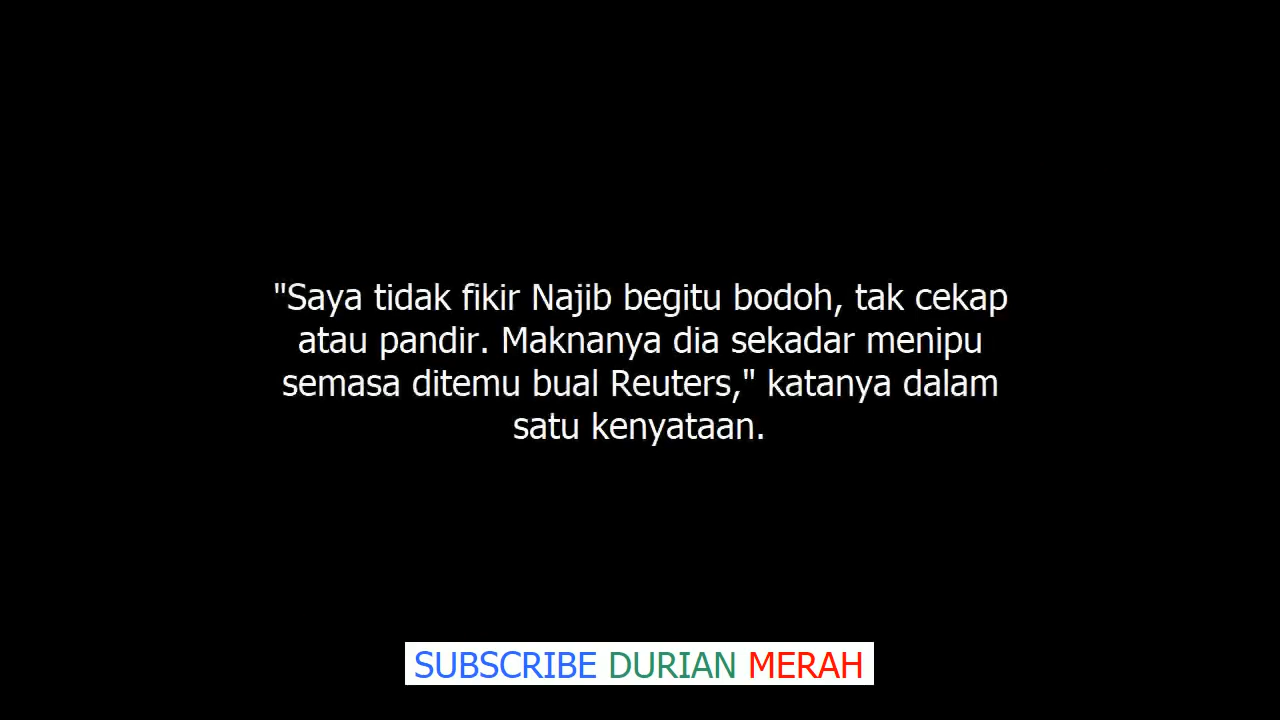 "Saya tidak fikir Najib begitu bodoh, tak cekap
atau pandir. Maknanya dia sekadar menipu
semasa ditemu bual Reuters," katanya dalam
satu kenyataan.
SUBSCRIBE DURIAN MERAH